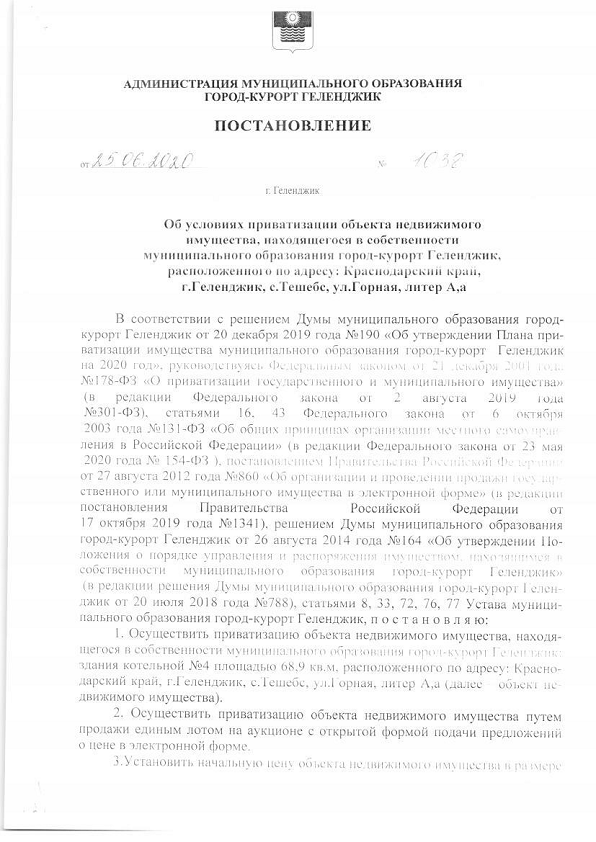 АДМИНИСТРАЦИЯ МУНИЦИПАЛЬНОГО ОБРАЗОВАНИЯ
ГОРОД-КУРОРТ ГЕЛЕНДЖИК
ПОСТАНОВЛЕНИЕ
от 25.06.2020 № 1038
г. Геленджик
Об условиях приватизации объекта недвижимого
имущества, находящегося в собственности
муниципального образования город-курорт Геленджик,
расположенного по адресу: Краснодарский край,
г.Геленджик, с.Тешебс, ул.Горная, литер А,а
В соответствии с решением Думы муниципального образования город-
курорт Геленджик от 20 декабря 2019 года №190 «Об утверждении Плана при-
ватизации имущества муниципального образования город-курорт Геленджик
на 2020 год», руководствуясь Федеральным законом от 21 декабря 2001 года
№178-ФЗ «О приватизации государственного и муниципального имущества»
(в редакции Федерального закона от 2 августа 2019 года
№301-ФЗ), статьями 16, 43 Федерального закона от 6 октября
2003 года №131-ФЗ «Об общих принципах организации местного самоуправ-
ления в Российской Федерации» (в редакции Федерального закона от 23 мая
2020 года № 154-ФЗ ), постановлением Правительства Российской Федерации
от 27 августа 2012 года №860 «Об организации и проведении продажи государ-
ственного или муниципального имущества в электронной форме» (в редакции
постановления Правительства Российской Федерации от
17 октября 2019 года №1341), решением Думы муниципального образования
город-курорт Геленджик от 26 августа 2014 года №164 «Об утверждении По-
ложения о порядке управления и распоряжения имуществом, находящимся в
собственности муниципального образования город-курорт Геленджик»
(в редакции решения Думы муниципального образования город-курорт Гелен-
джик от 20 июля 2018 года №788), статьями 8, 33, 72, 76, 77 Устава муници-
пального образования город-курорт Геленджик, п о с т а н о в л я ю:
1. Осуществить приватизацию объекта недвижимого имущества, находя-
щегося в собственности муниципального образования город-курорт Геленджик:
здания котельной №4 площадью 68,9 кв.м, расположенного по адресу: Красно-
дарский край, г.Геленджик, с.Тешебс, ул.Горная, литер А,а (далее объект не-
движимого имущества).
2. Осуществить приватизацию объекта недвижимого имущества путем
продажи единым лотом на аукционе с открытой формой подачи предложений
о цене в электронной форме.
3.Установить начальную цену объекта недвижимого имущества в размере